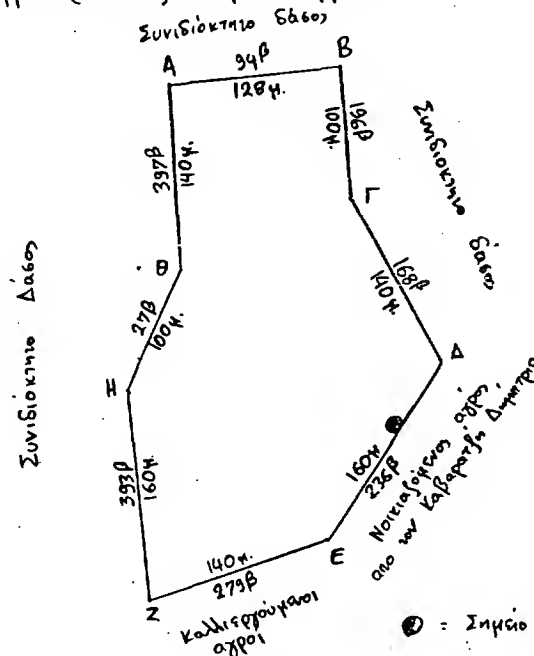 Συνιδιόκτητο δάσος
Α
94β
128μ.
Β
196β
100μ
Συνιδιόκτητο
δάσος
397β
140μ.
Γ
168β
140μ.
Θ
27β
100μ.
Συνιδιόκτητο Δάσος
Δ
Η
160μ
236β
Νοικιαζόμενος αγρός
απο τον Καβαρατζή Δημήτριο
393β
160μ.
Ε
140μ.
279β
Ζ
Καλλιεργούμενοι
αγροί
= Σημείο